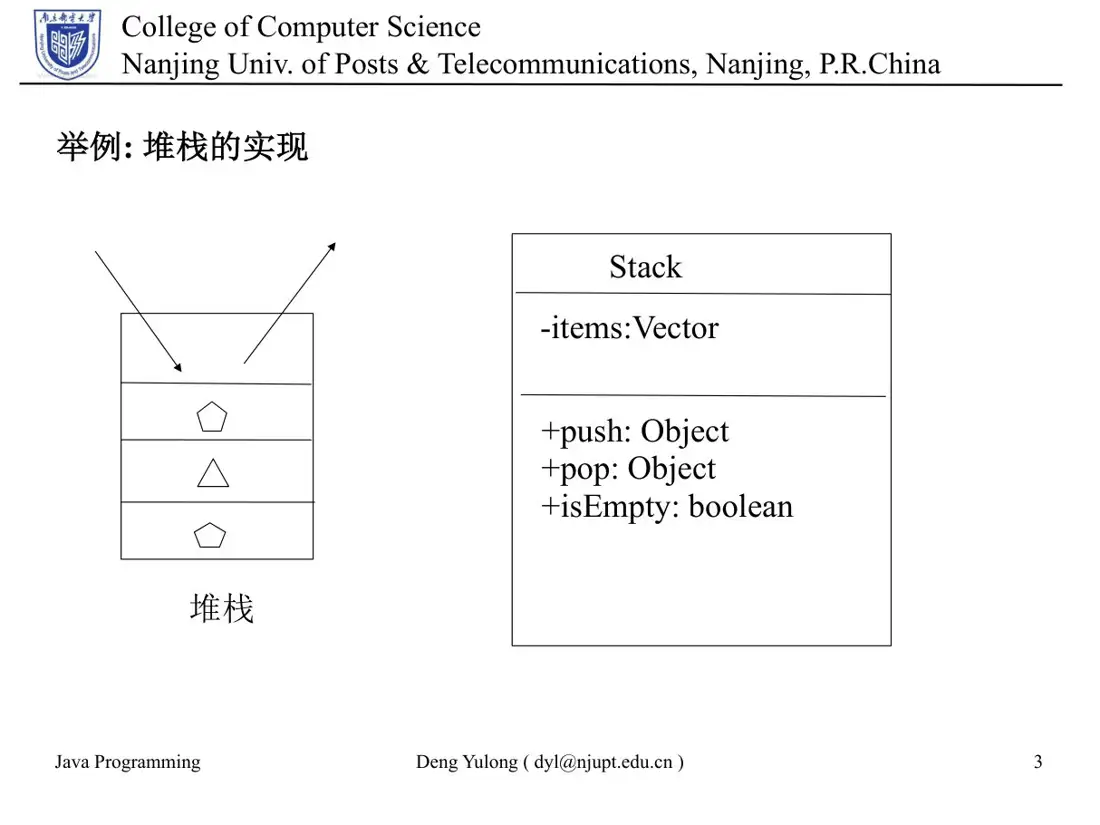 College of Computer Science
Nanjing Univ. of Posts & Telecommunications, Nanjing, P.R.China
举例: 堆栈的实现
堆栈
Stack
-items:Vector
+push: Object
+pop: Object
+isEmpty: boolean
Java Programming
Deng Yulong ( dyl@njupt.edu.cn )
3